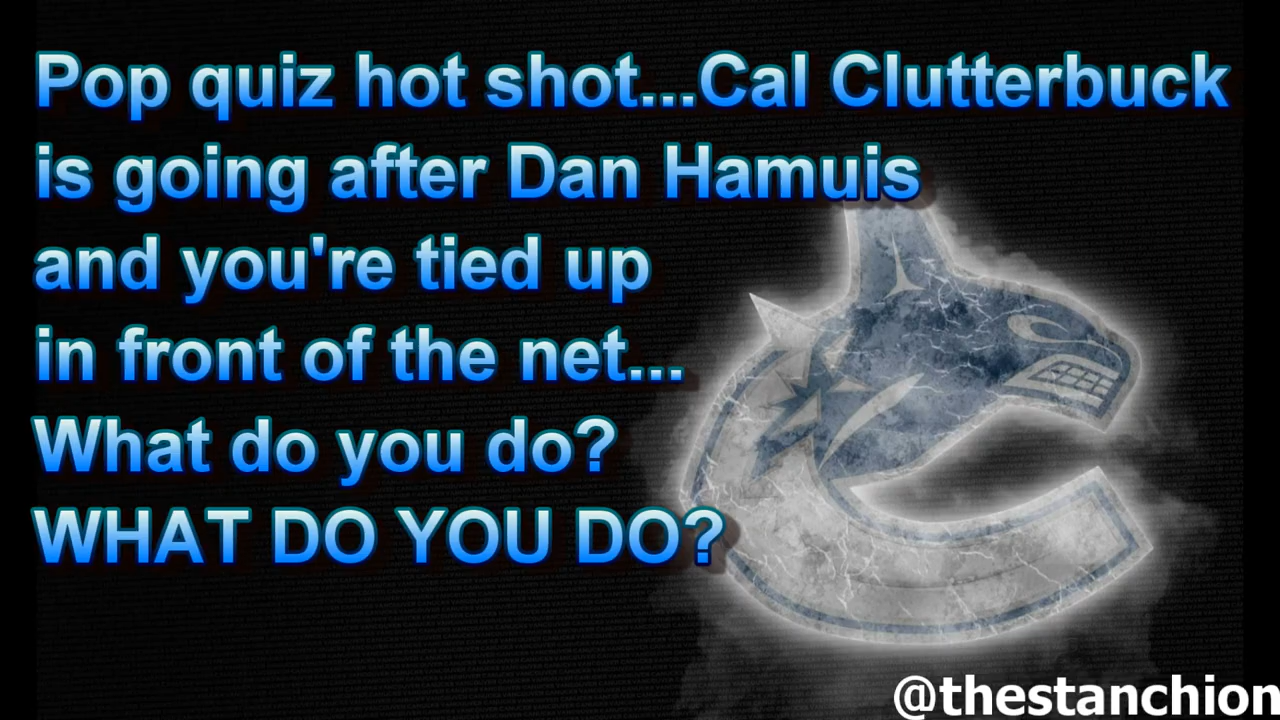 Pop quiz hot shot...Cal Clutterbuck
is going after Dan Hamuis
and you're tied up
in front of the net...
What do you do?
WHAT DO YOU DO?
@thestanchion